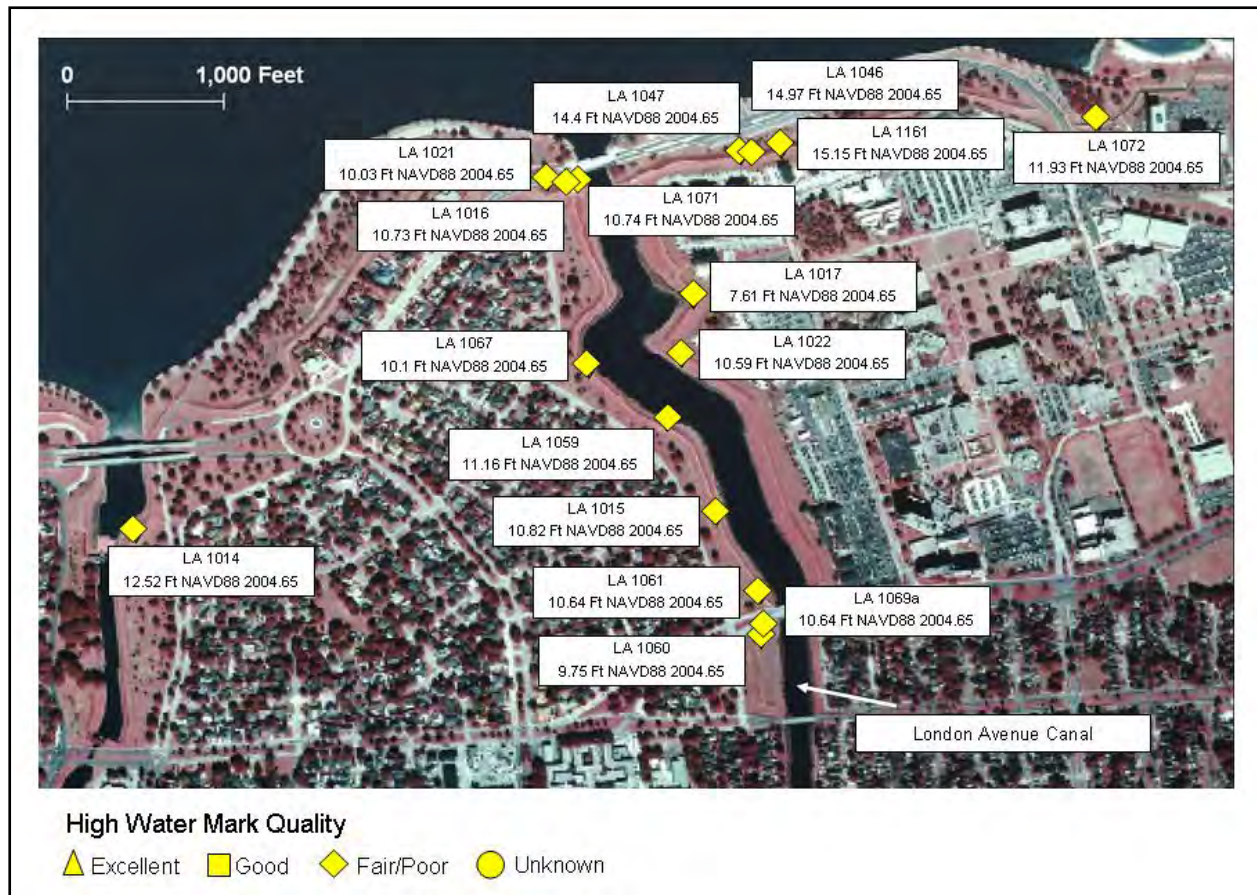 0 1,000 Feet
LA 1046
14.97 Ft NAVD88 2004.65
LA 1047
14.4 Ft NAVD88 2004.65
LA 1161
15.15 Ft NAVD88 2004.65
LA 1072
11.93 Ft NAVD88 2004.65
LA 1021
10.03 Ft NAVD88 2004.65
LA 1016
10.73 Ft NAVD88 2004.65
LA 1071
10.74 Ft NAVD88 2004.65
LA 1017
7.61 Ft NAVD88 2004.65
LA 1067
10.1 Ft NAVD88 2004.65
LA 1022
10.59 Ft NAVD88 2004.65
LA 1059
11.16 Ft NAVD88 2004.65
LA 1015
10.82 Ft NAVD88 2004.65
LA 1014
12.52 Ft NAVD88 2004.65
LA 1061
10.64 Ft NAVD88 2004.65
LA 1069a
10.64 Ft NAVD88 2004.65
LA 1060
9.75 Ft NAVD88 2004.65
London Avenue Canal
High Water Mark Quality
Excellent Good Fair/Poor Unknown